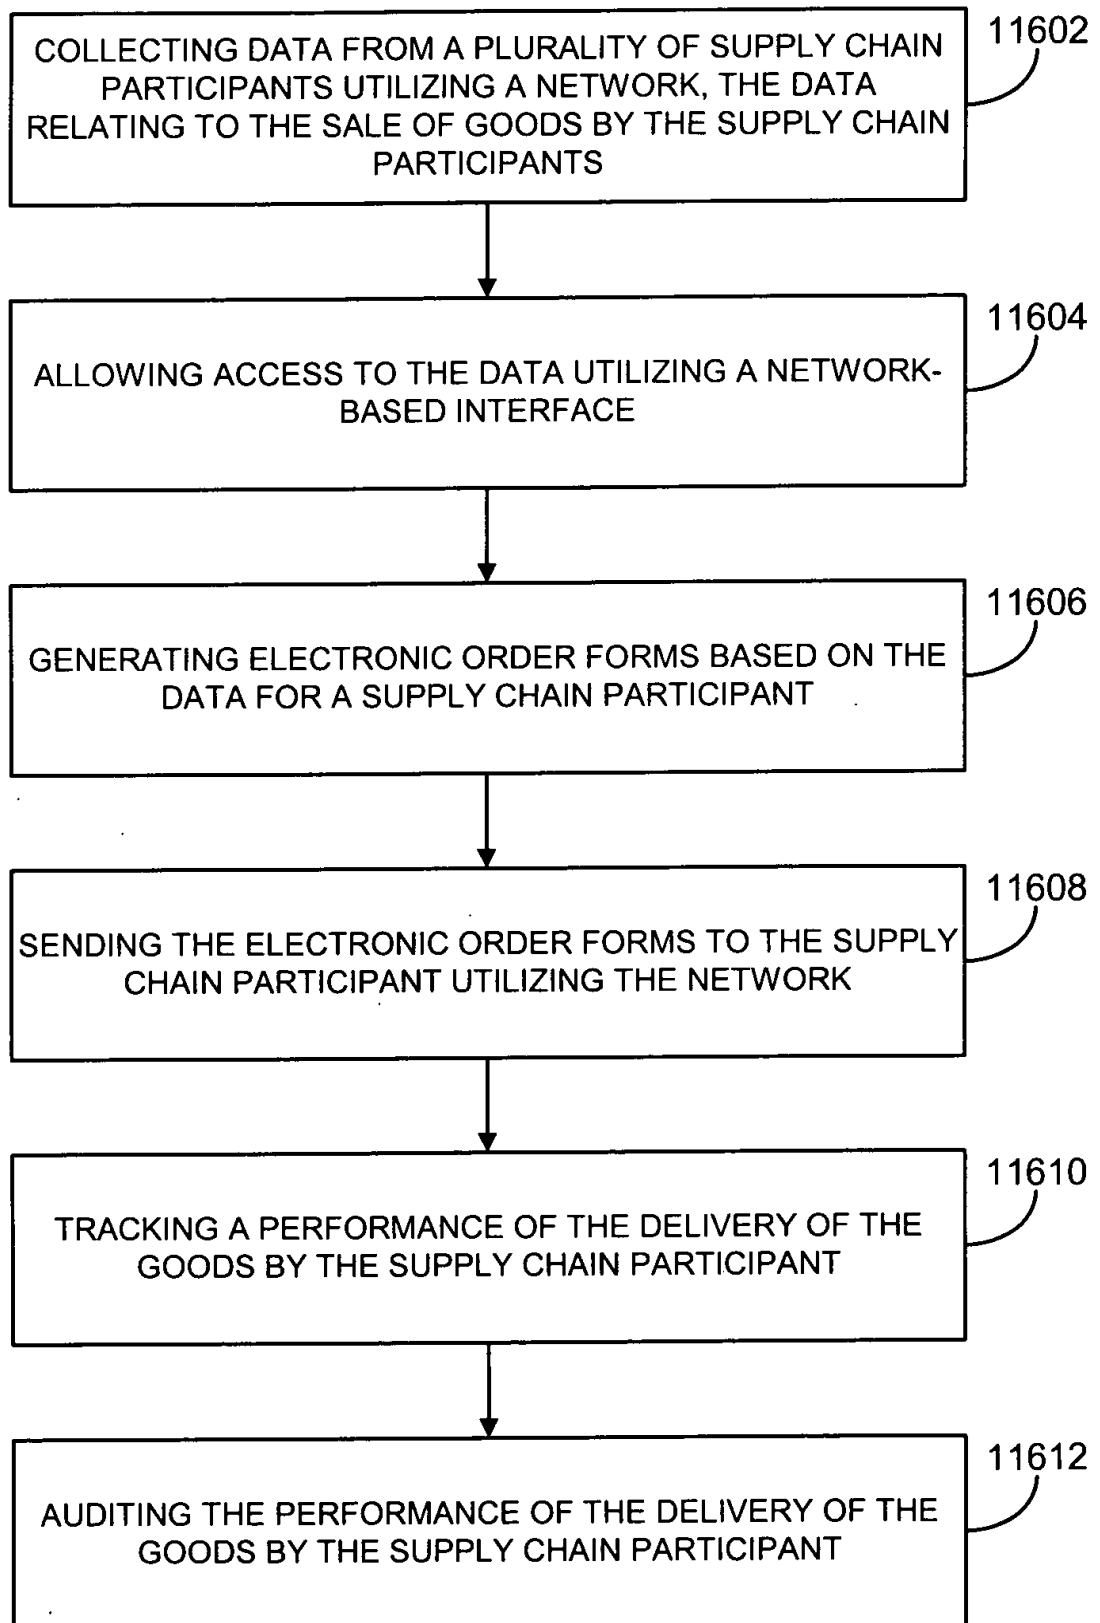 11602
COLLECTING DATA FROM A PLURALITY OF SUPPLY CHAIN
PARTICIPANTS UTILIZING A NETWORK, THE DATA
RELATING TO THE SALE OF GOODS BY THE SUPPLY CHAIN
PARTICIPANTS
11604
ALLOWING ACCESS TO THE DATA UTILIZING A NETWORK-
BASED INTERFACE
11606
GENERATING ELECTRONIC ORDER FORMS BASED ON THE
DATA FOR A SUPPLY CHAIN PARTICIPANT
11608
SENDING THE ELECTRONIC ORDER FORMS TO THE SUPPLY
CHAIN PARTICIPANT UTILIZING THE NETWORK
11610
TRACKING A PERFORMANCE OF THE DELIVERY OF THE
GOODS BY THE SUPPLY CHAIN PARTICIPANT
11612
AUDITING THE PERFORMANCE OF THE DELIVERY OF THE
GOODS BY THE SUPPLY CHAIN PARTICIPANT